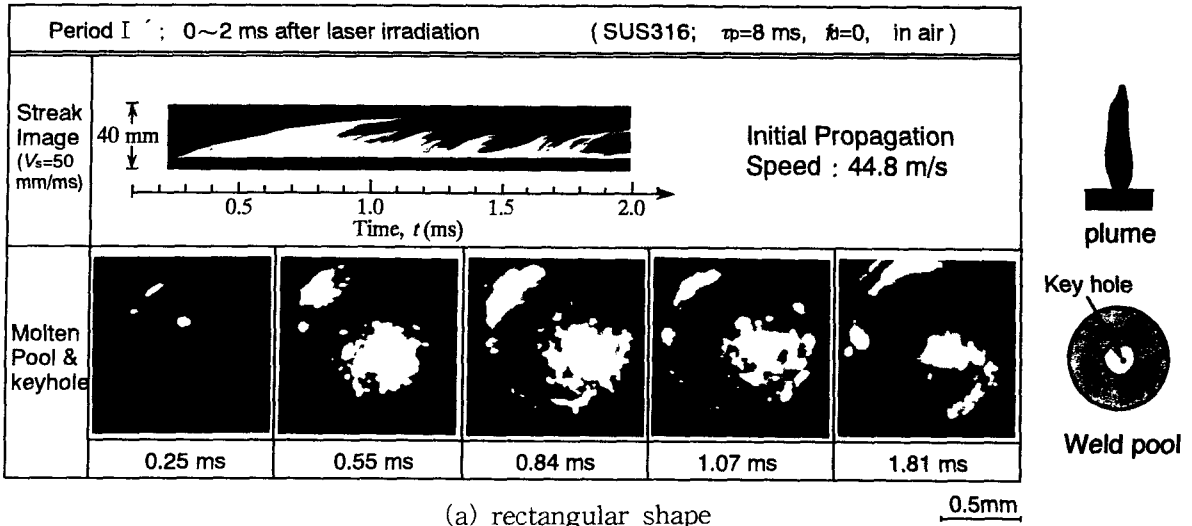 Period I ′ ; 0~2 ms after laser irradiation (SUS316; τp=8 ms, fd=0, in air)
Streak
Image
(Vs=50
mm/ms)
40 mm
Initial Propagation
Speed : 44.8 m/s
0.5 1.0 1.5 2.0
Time, t (ms)
plume
Molten
Pool &
keyhole
Key hole
Weld pool
0.25 ms 0.55 ms 0.84 ms 1.07 ms 1.81 ms
(a) rectangular shape
0.5mm